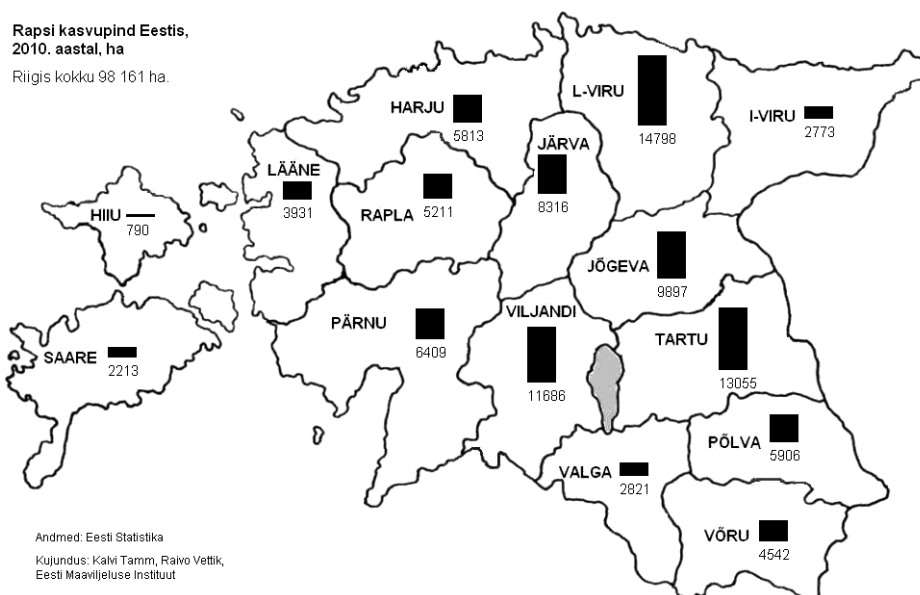 Rapsi kasvupind Eestis,
2010. aastal, ha
Riigis kokku 98 161 ha.
L-VIRU
14798
I-VIRU
2773
HARJU
5813
JÄRVA
8316
LÄÄNE
3931
RAPLA
5211
HIIU
790
JÕGEVA
9897
VILJANDI
11686
PÄRNU
6409
TARTU
13055
SAARE
2213
PÕLVA
5906
VALGA
2821
VÕRU
4542
Andmed: Eesti Statistika
Kujundus: Kalvi Tamm, Raivo Vettik,
Eesti Maaviljeluse Instituut